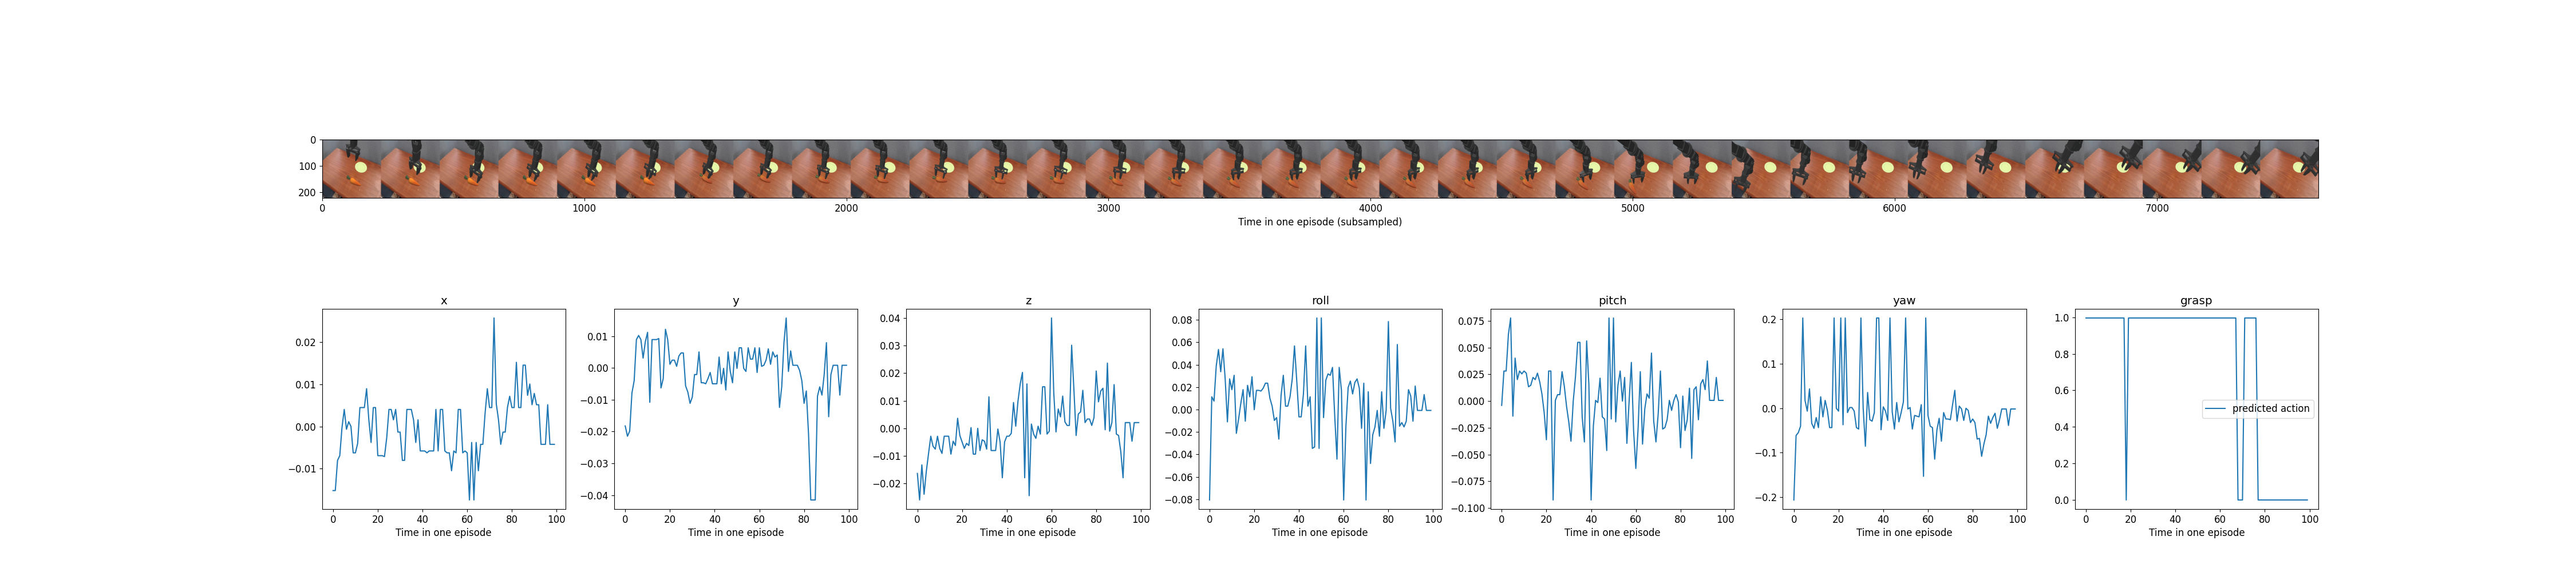 0
100
200
0 1000 2000 3000 4000 5000 6000 7000
Time in one episode (subsampled)
x y z roll pitch yaw grasp
0.02
0.01
0.00
−0.01
0 20 40 60 80 100
Time in one episode
0.01
0.00
−0.01
−0.02
−0.03
−0.04
0 20 40 60 80 100
Time in one episode
0.04
0.03
0.02
0.01
0.00
−0.01
−0.02
0 20 40 60 80 100
Time in one episode
0.08
0.06
0.04
0.02
0.00
−0.02
−0.04
−0.06
−0.08
0 20 40 60 80 100
Time in one episode
0.075
0.050
0.025
0.000
−0.025
−0.050
−0.075
−0.100
0 20 40 60 80 100
Time in one episode
0.2
0.1
0.0
−0.1
−0.2
0 20 40 60 80 100
Time in one episode
1.0
0.8
0.6
0.4
0.2
0.0
predicted action
0 20 40 60 80 100
Time in one episode